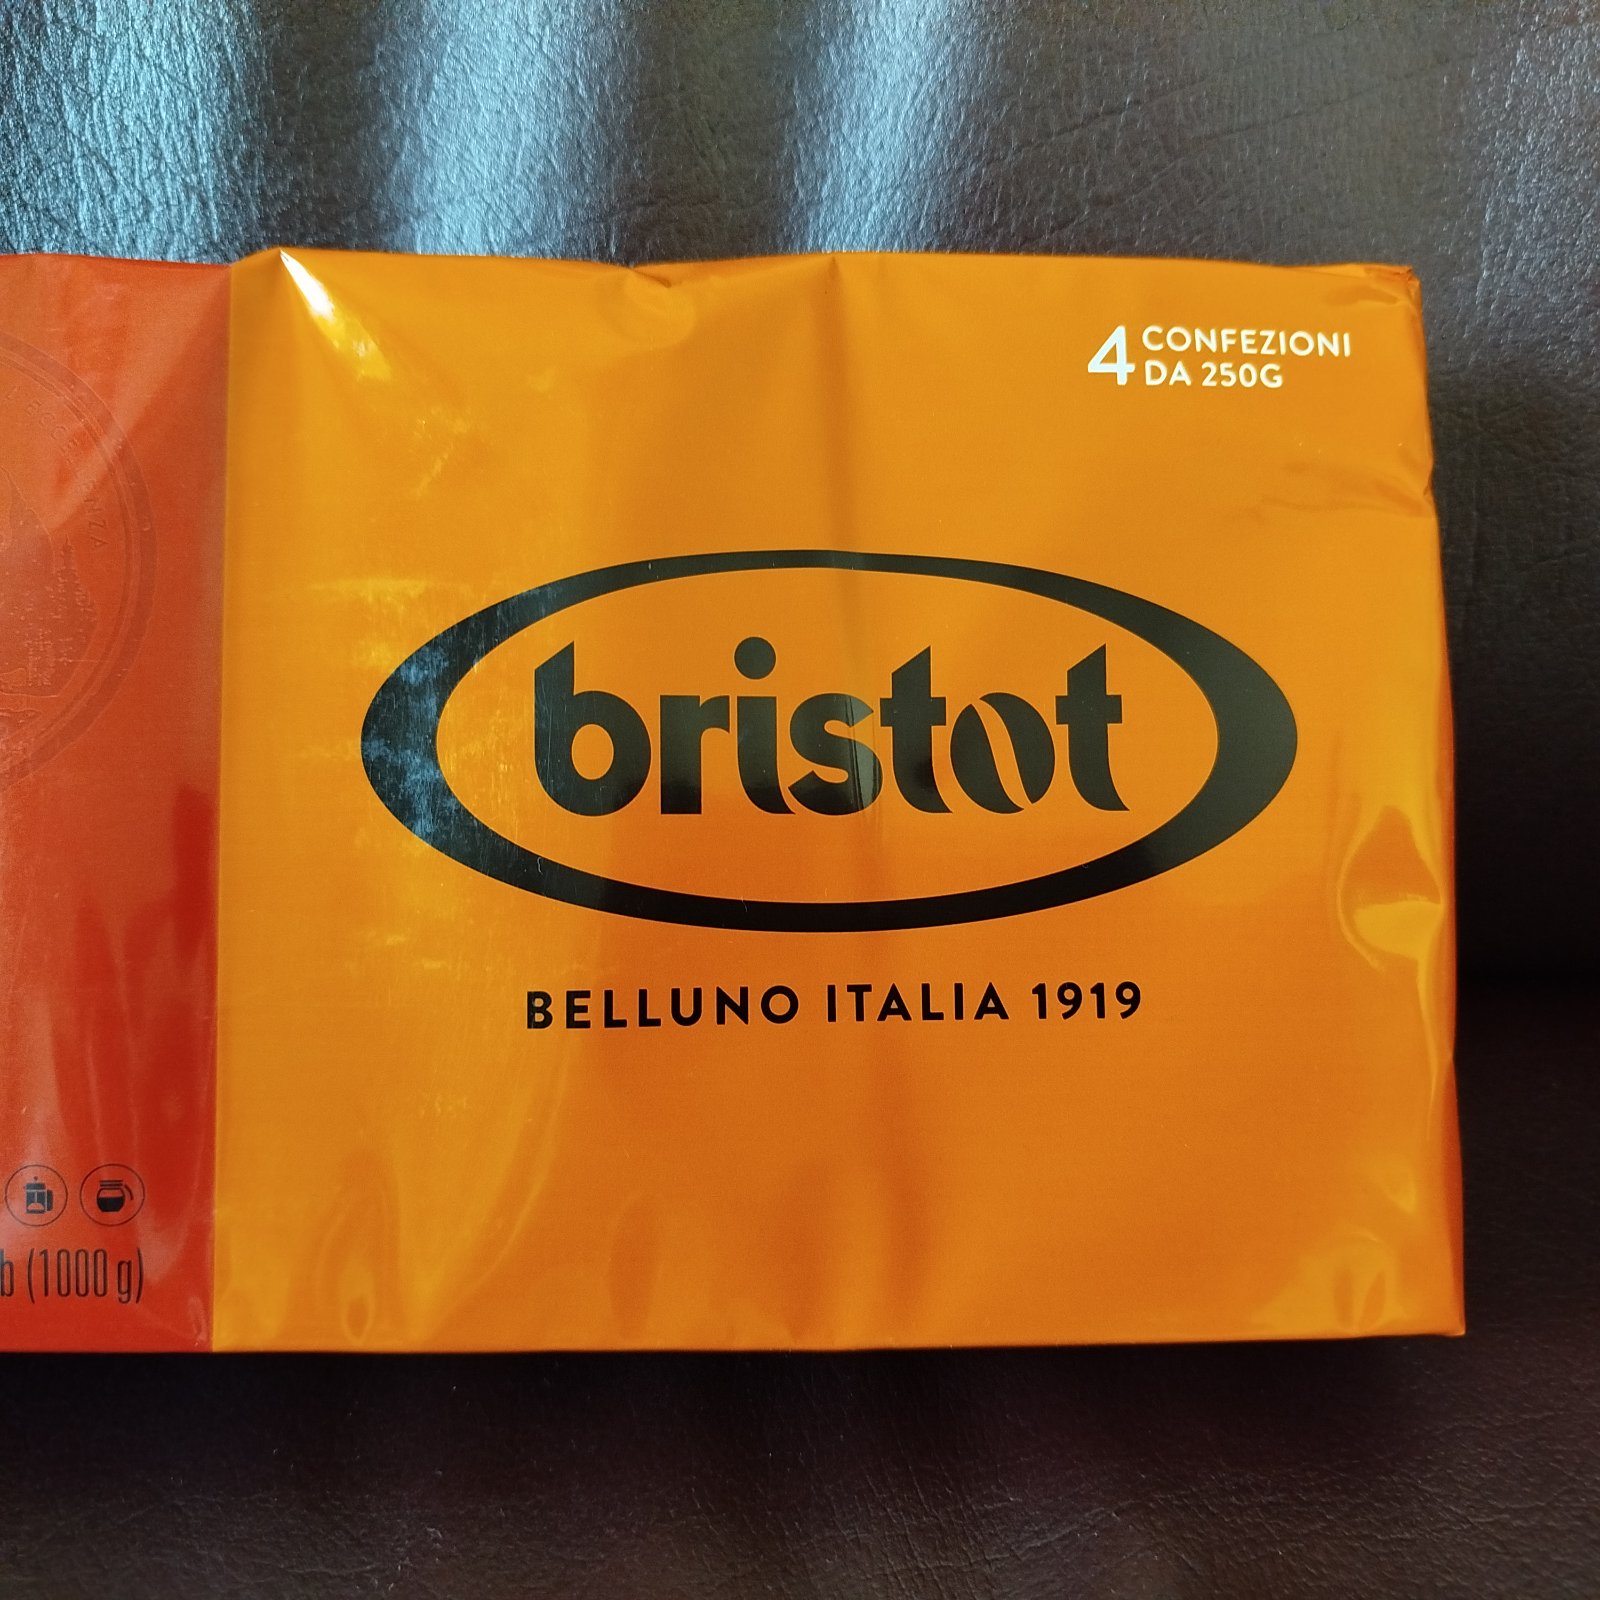 4 CONFEZIONI
DA 250G
bristot
BELLUNO ITALIA 1919
(1000 g)